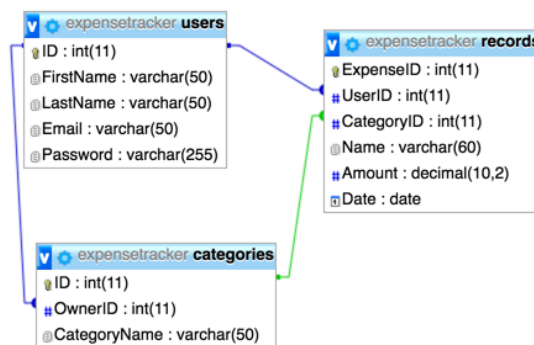 v expensetracker users
ID : int(11)
FirstName : varchar(50)
LastName : varchar(50)
Email : varchar(50)
Password : varchar(255)
v expensetracker records
ExpenseID : int(11)
# UserID : int(11)
# CategoryID : int(11)
Name : varchar(60)
# Amount : decimal(10,2)
Date : date
v expensetracker categories
ID : int(11)
# OwnerID : int(11)
CategoryName : varchar(50)